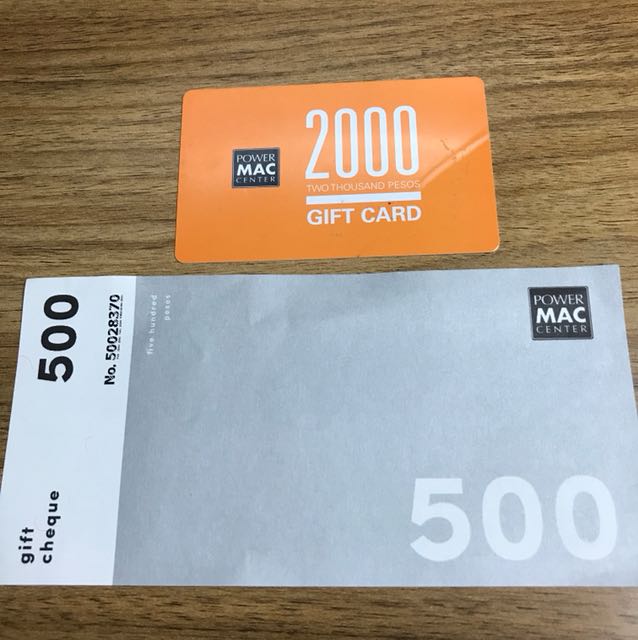 POWER
MAC
CENTER
2000
TWO THOUSAND PESOS
GIFT CARD
500
No. 50028370
gift
cheque
five hundred
pesos
POWER
MAC
CENTER
500